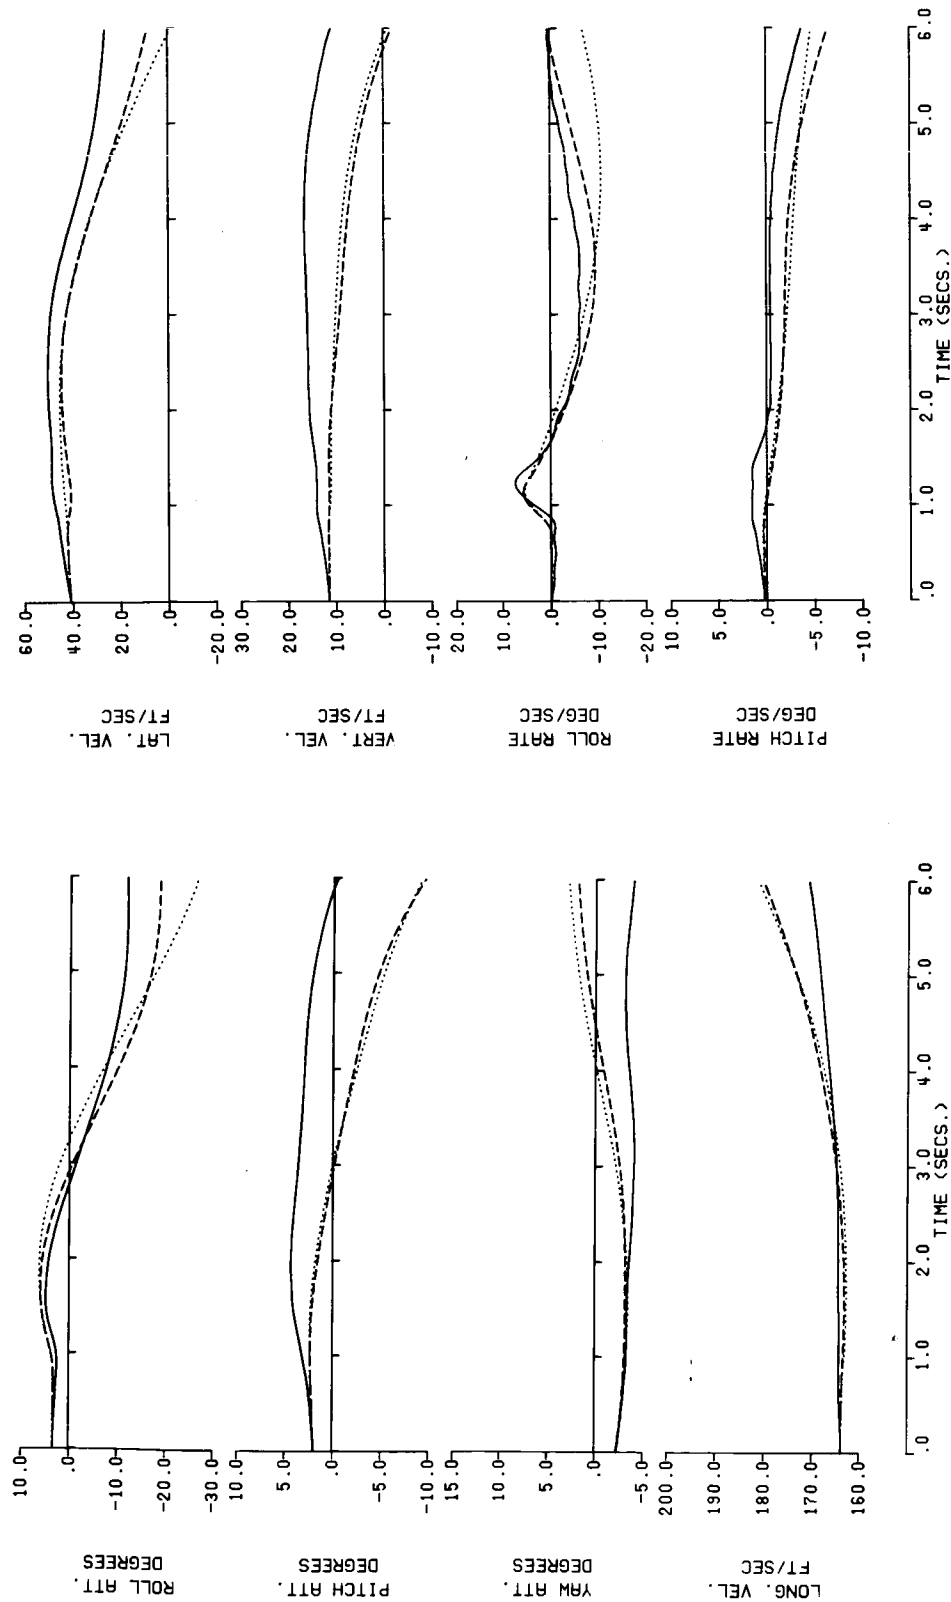 ROLL ATT.
DEGREES
10.0
.0
-10.0
-20.0
-30.0
PITCH ATT.
DEGREES
10.0
5.0
.
-5.0
-10.0
YAW ATT.
DEGREES
15.0
10.0
5.0
.0
-5.0
LONG. VEL.
FT/SEC
200.0
190.0
180.0
170.0
160.0
1.0 2.0 3.0 4.0 5.0 6.0
TIME (SECS.)
LAT. VEL.
FT/SEC
60.0
40.0
20.0
.0
-20.0
VERT. VEL.
FT/SEC
30.0
20.0
10.0
.0
-10.0
ROLL RATE
DEG/SEC
20.0
10.0
.0
-10.0
-20.0
PITCH RATE
DEG/SEC
10.0
5.0
.0
-5.0
-10.0
.0 1.0 2.0 3.0 4.0 5.0 6.0
TIME (SECS.)